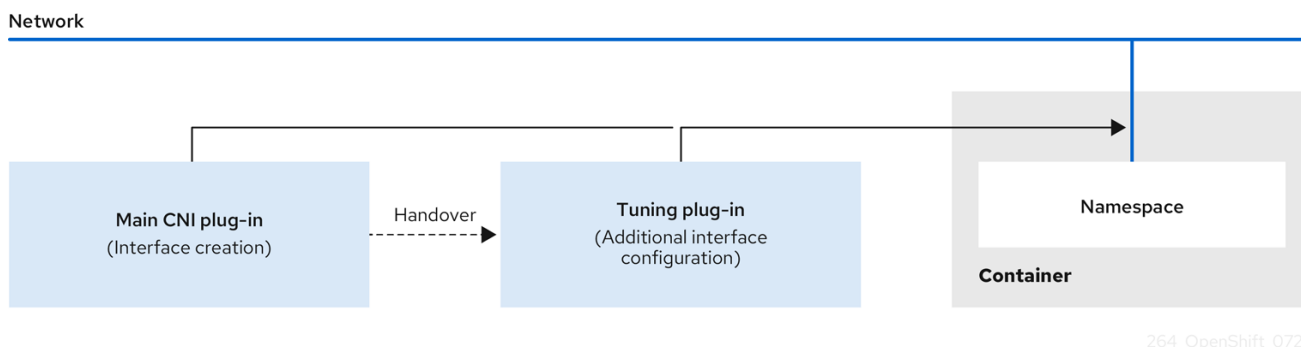 Network
Main CNI plug-in
(Interface creation)
Handover
Tuning plug-in
(Additional interface
configuration)
Namespace
Container
264 OpenShift 072